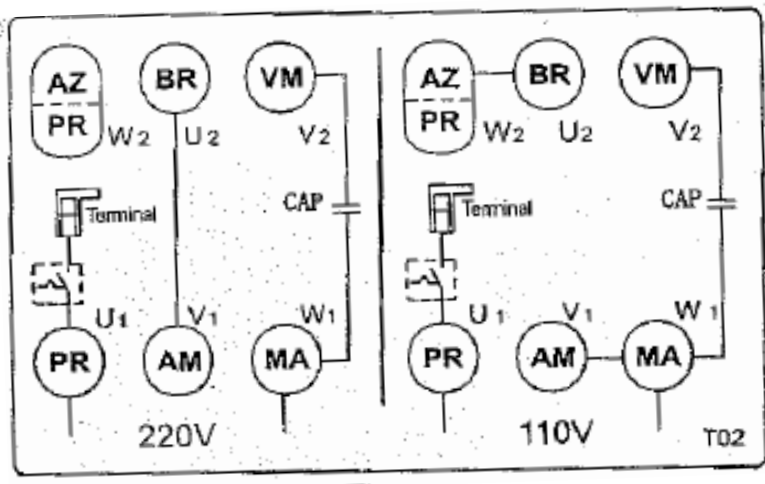 AZ BR VM AZ BR VM
PR W2 U2 V2 PR W2 U2 V2
Terminal CAP Terminal CAP
U1 V1 W1 U1 V1 W1
PR AM MA PR AM MA
220V 110V T02